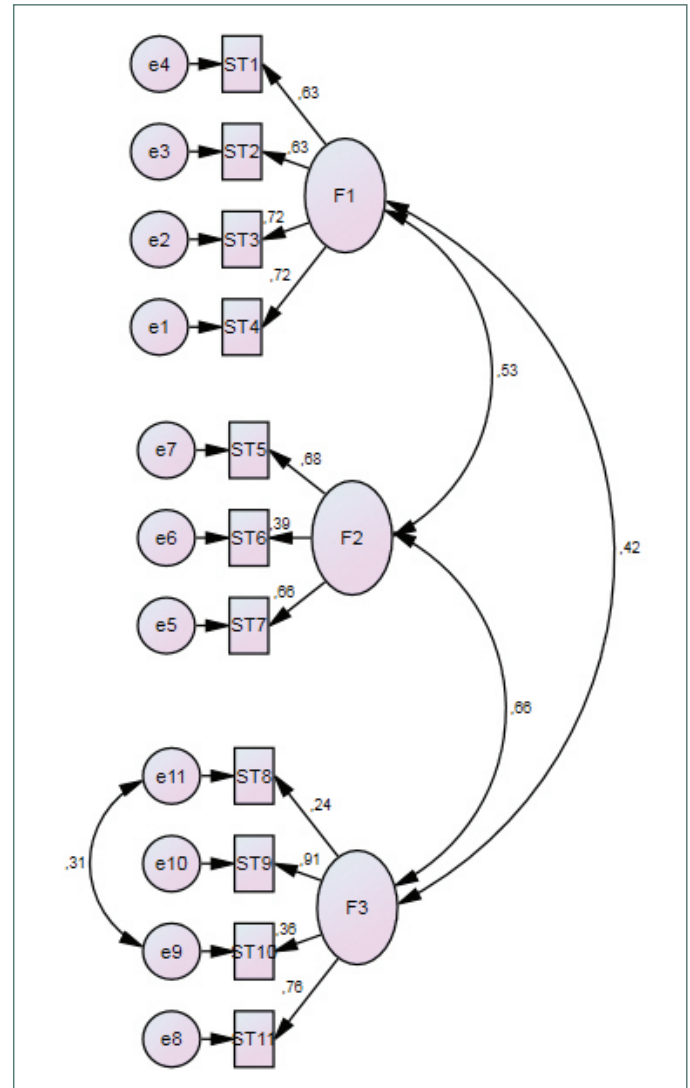 e4
ST1
,63
e3
ST2
,63
F1
e2
ST3
,72
e1
ST4
,72
,53
e7
ST5
,68
e6
ST6
,39
F2
e5
ST7
,66
,42
,66
e11
ST8
,24
,31
e10
ST9
,91
F3
e9
ST10
,36
e8
ST11
,76